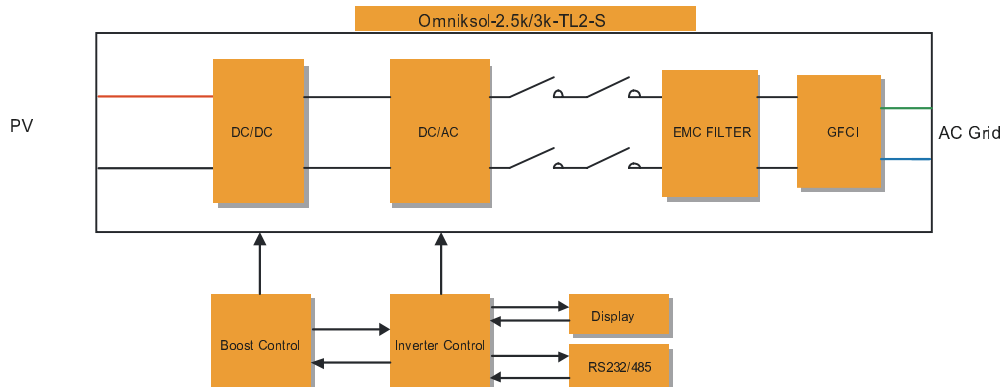 Omniksol-2.5k/3k-TL2-S
PV
DC/DC
DC/AC
EMC FILTER
GFCI
AC Grid
Boost Control
Inverter Control
Display
RS232/485